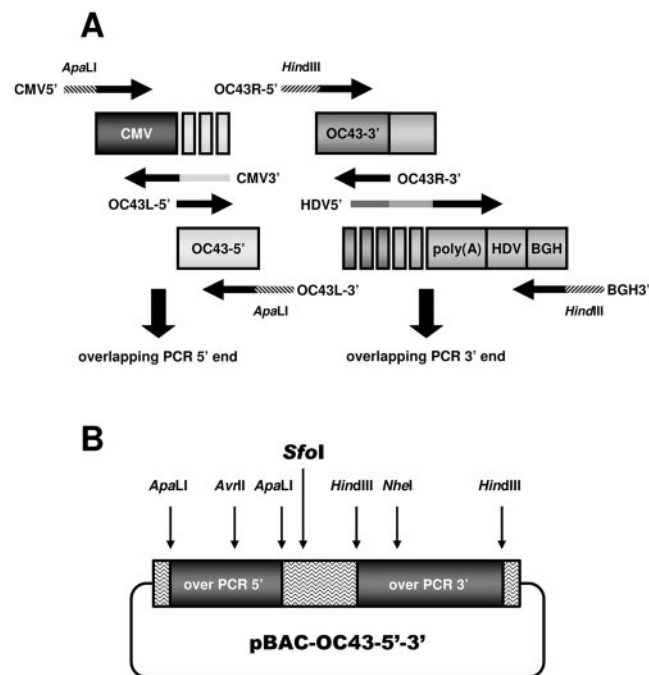 A
ApaLI
HindIII
CMV5'
OC43R-5'
CMV
OC43-3'
CMV3'
OC43R-3'
OC43L-5'
HDV5'
OC43-5'
poly(A)
HDV
BGH
OC43L-3'
BGH3'
ApaLI
HindIII
overlapping PCR 5' end
overlapping PCR 3' end
B
SfoI
ApaLI
AvrII
ApaLI
HindIII
NheI
HindIII
over PCR 5'
over PCR 3'
pBAC-OC43-5'-3'